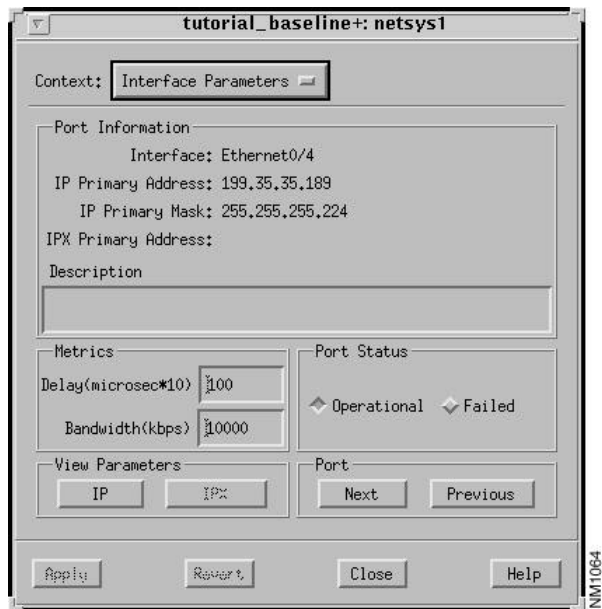 tutorial_baseline+: netsys1
Context: Interface Parameters
Port Information
Interface: Ethernet0/4
IP Primary Address: 199.35.35.189
IP Primary Mask: 255.255.255.224
IPX Primary Address:
Description
Metrics
Delay(microsec*10) 100
Bandwidth(kbps) 10000
Port Status
Operational Failed
View Parameters
IP IPX
Port
Next Previous
Apply Revert Close Help
NM1064